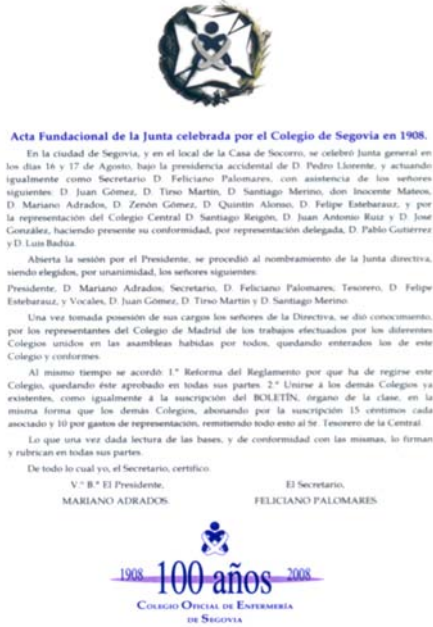 Acta Fundacional de la Junta celebrada por el Colegio de Segovia en 1908.
En la ciudad de Segovia, y en el local de la Casa de Socorro, se celebró Junta general en
los días 16 y 17 de Agosto, bajo la presidencia accidental de D. Pedro Llorente, y actuando
igualmente como Secretario D. Feliciano Palomares, con asistencia de los señores
siguientes: D. Juan Gómez, D. Tirso Martín, D. Santiago Merino, don Inocente Mateos,
D. Mariano Adrados, D. Zenón Gómez, D. Quintín Alonso, D. Felipe Estebarauz, y por
la representación del Colegio Central D. Santiago Reigón, D. Juan Antonio Ruiz y D. José
González, haciendo presente su conformidad, por representación delegada, D. Pablo Gutiérrez
y D. Luis Badúa.
Abierta la sesión por el Presidente, se procedió al nombramiento de la Junta directiva,
siendo elegidos, por unanimidad, los señores siguientes:
Presidente, D. Mariano Adrados; Secretario, D. Feliciano Palomares, Tesorero, D. Felipe
Estebarauz, y Vocales, D. Juan Gómez, D. Tirso Martín y D. Santiago Merino.
Una vez tomada posesión de sus cargos los señores de la Directiva, se dió conocimiento,
por los representantes del Colegio de Madrid de los trabajos efectuados por los diferentes
Colegios unidos en las asambleas habidas por todos, quedando enterados los de este
Colegio y conformes.
Al mismo tiempo se acordó: 1.º Reforma del Reglamento por que ha de regirse este
Colegio, quedando éste aprobado en todas sus partes. 2.º Unirse á los demás Colegios ya
existentes, como igualmente á la suscripción del BOLETÍN, órgano de la clase, en la
misma forma que los demás Colegios, abonando por la suscripción 15 céntimos cada
asociado y 10 por gastos de representación, remitiendo todo esto al Sr. Tesorero de la Central.
Lo que una vez dada lectura de las bases, y de conformidad con las mismas, lo firman
y rubrican en todas sus partes.
De todo lo cual yo, el Secretario, certifico.
V.º B.º El Presidente, El Secretario,
MARIANO ADRADOS. FELICIANO PALOMARES
1908 100 años 2008
COLEGIO OFICIAL DE ENFERMERÍA
DE SEGOVIA